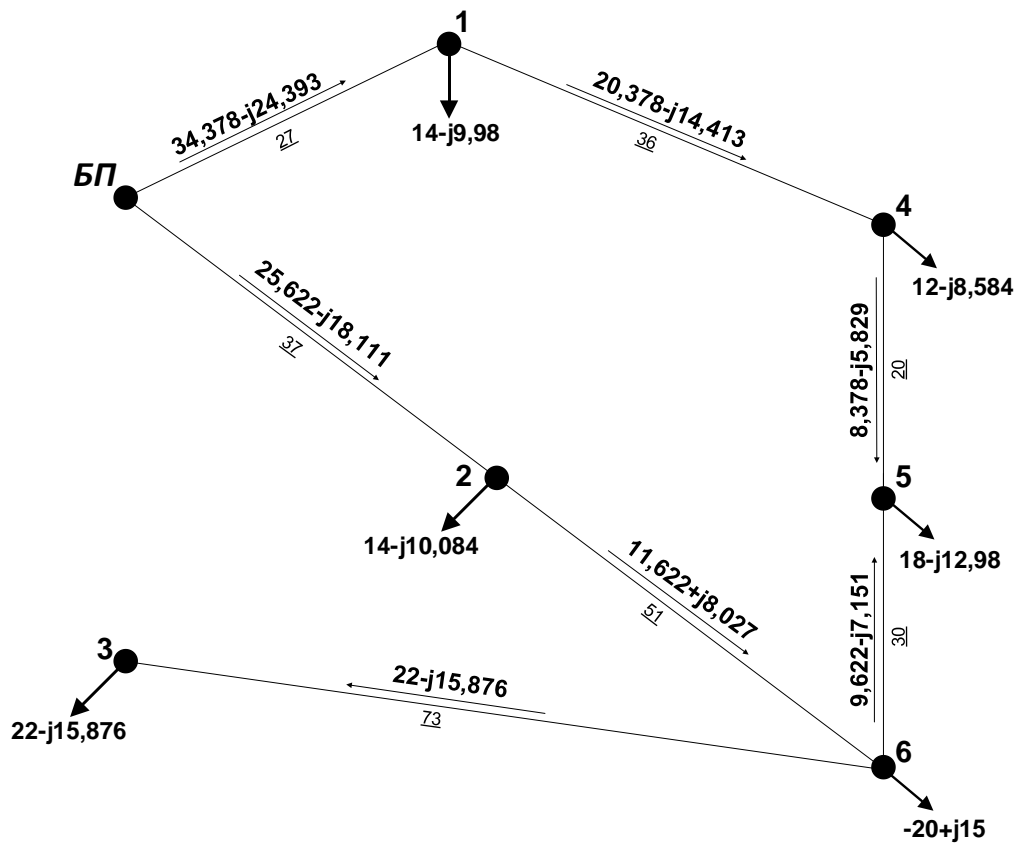 1
34,378-j24,393
27
20,378-j14,413
36
14-j9,98
БП
4
12-j8,584
25,622-j18,111
37
8,378-j5,829
20
2
5
14-j10,084
18-j12,98
11,622+j8,027
51
9,622-j7,151
30
3
22-j15,876
73
22-j15,876
6
-20+j15